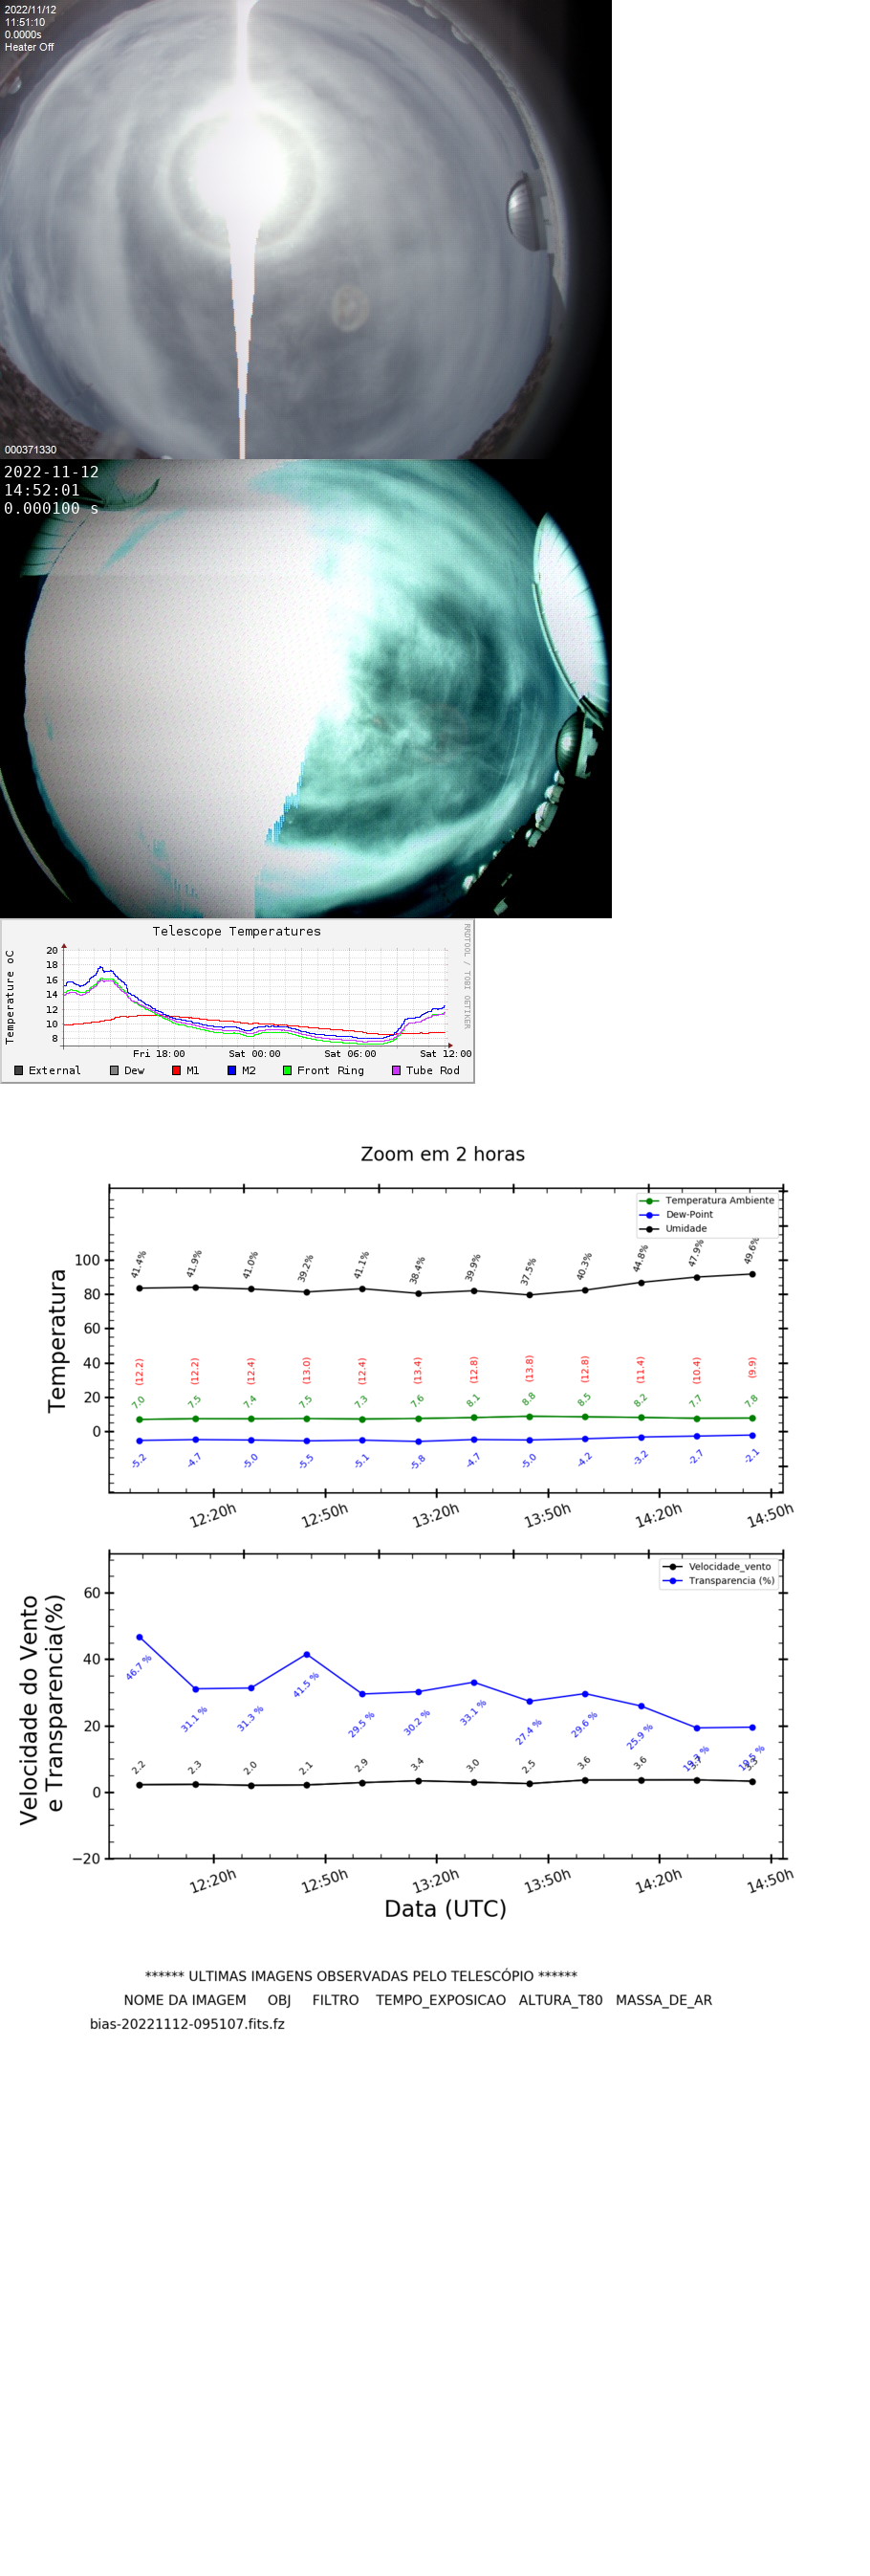 2022/11/12
11:51:10
0.0000s
Heater Off
000371330
2022-11-12
14:52:01
0.000100 s
Telescope Temperatures
RRDTOOL / TOBI OETIKER
Temperature oC
20
18
16
14
12
10
8
Fri 18:00 Sat 00:00 Sat 06:00 Sat 12:00
External Dew M1 M2 Front Ring Tube Rod
Zoom em 2 horas
Temperatura Ambiente
Dew-Point
Umidade
Temperatura
100
80
60
40
20
0
41.4% 41.9% 41.0% 39.2% 41.1% 38.4% 39.9% 37.5% 40.3% 44.8% 47.9% 49.6%
(12.2) (12.2) (12.4) (13.0) (12.4) (13.4) (12.8) (13.8) (12.8) (11.4) (10.4) (9.9)
7.0 7.5 7.4 7.5 7.3 7.6 8.1 8.8 8.5 8.2 7.7 7.8
-5.2 -4.7 -5.0 -5.5 -5.1 -5.8 -4.7 -5.0 -4.2 -3.2 -2.7 -2.1
12:20h 12:50h 13:20h 13:50h 14:20h 14:50h
Velocidade_vento
Transparencia (%)
Velocidade do Vento
e Transparencia(%)
60
40
20
0
−20
46.7 % 31.1 % 31.3 % 41.5 % 29.5 % 30.2 % 33.1 % 27.4 % 29.6 % 25.9 %
2.2 2.3 2.0 2.1 2.9 3.4 3.0 2.5 3.6 3.6
12:20h 12:50h 13:20h 13:50h 14:20h 14:50h
Data (UTC)
****** ULTIMAS IMAGENS OBSERVADAS PELO TELESCÓPIO ******
NOME DA IMAGEM OBJ FILTRO TEMPO_EXPOSICAO ALTURA_T80 MASSA_DE_AR
bias-20221112-095107.fits.fz